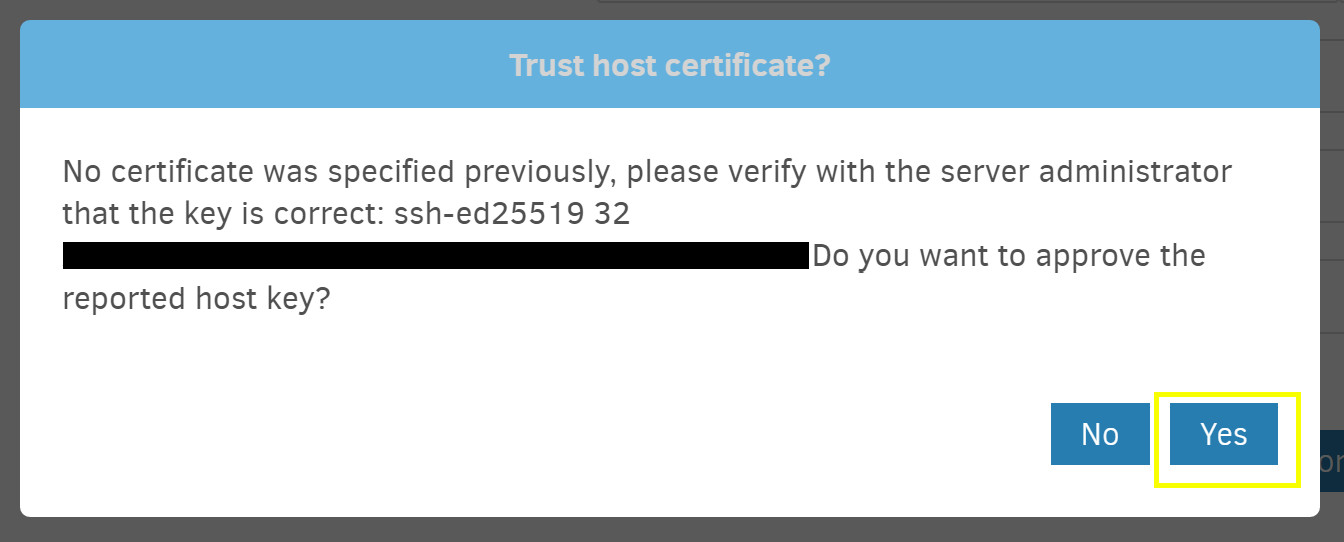 Trust host certificate?
No certificate was specified previously, please verify with the server administrator
that the key is correct: ssh-ed25519 32
Do you want to approve the
reported host key?
No
Yes
or